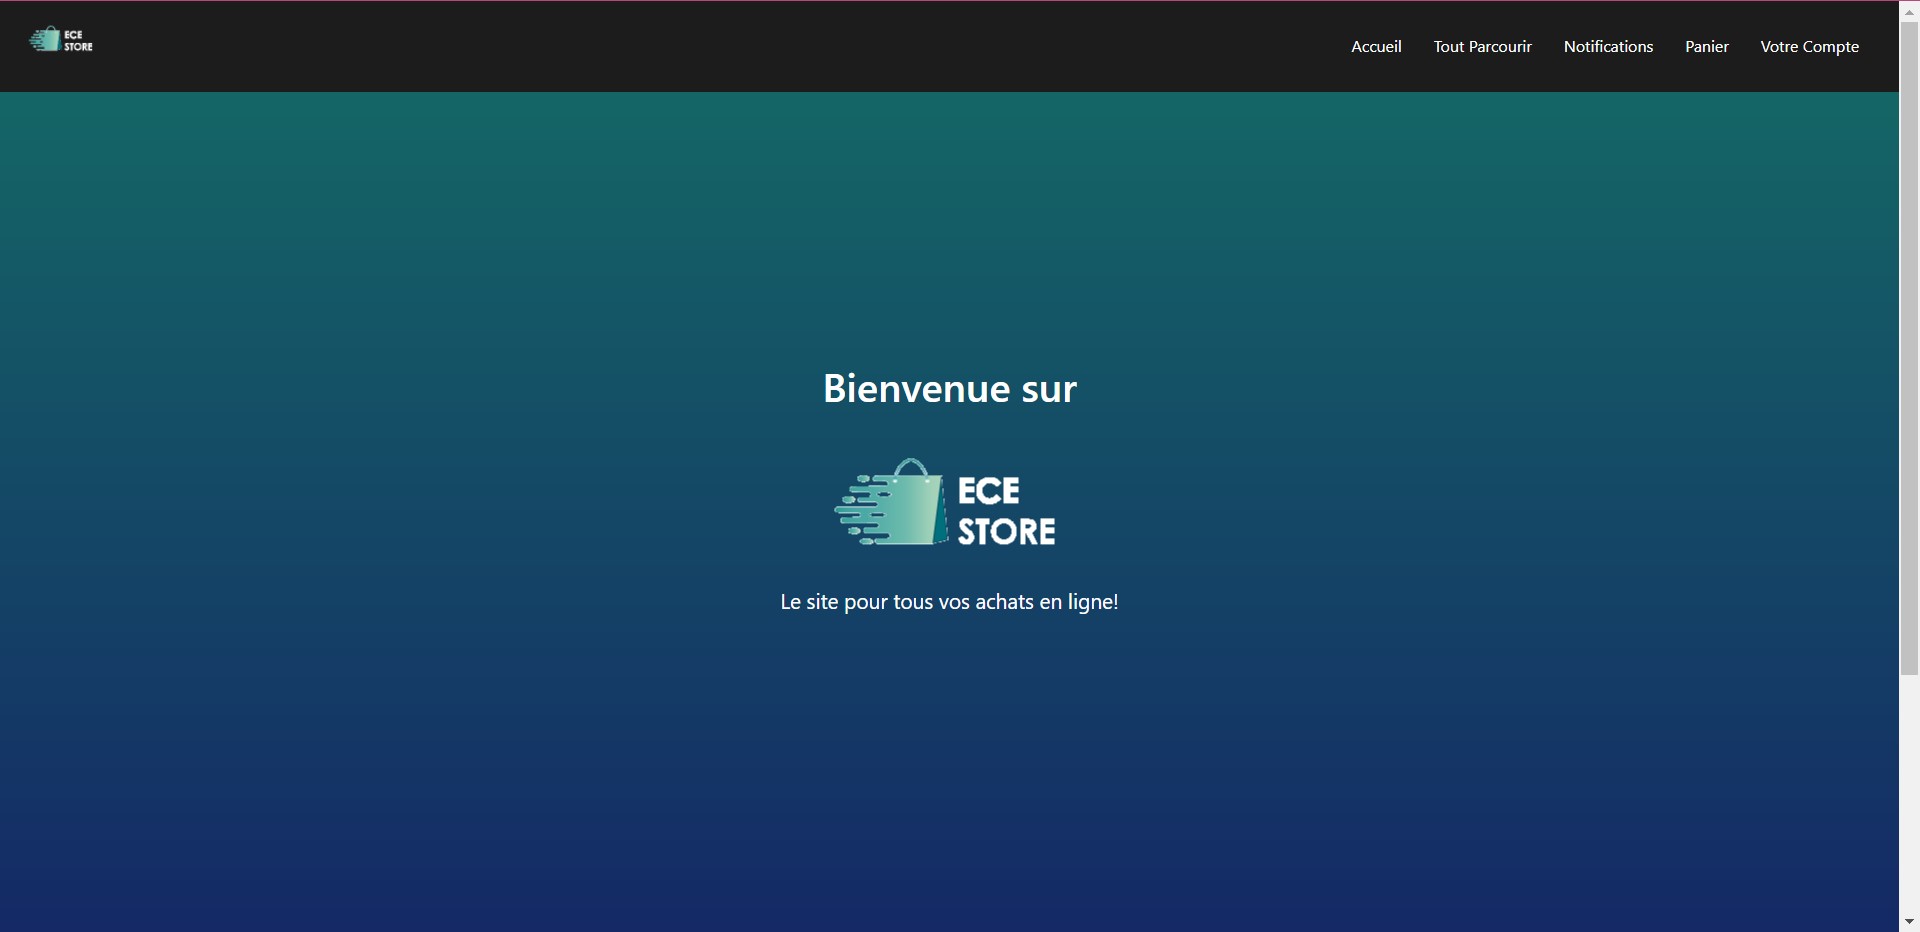 ECE
STORE
Accueil Tout Parcourir Notifications Panier Votre Compte
Bienvenue sur
ECE
STORE
Le site pour tous vos achats en ligne!